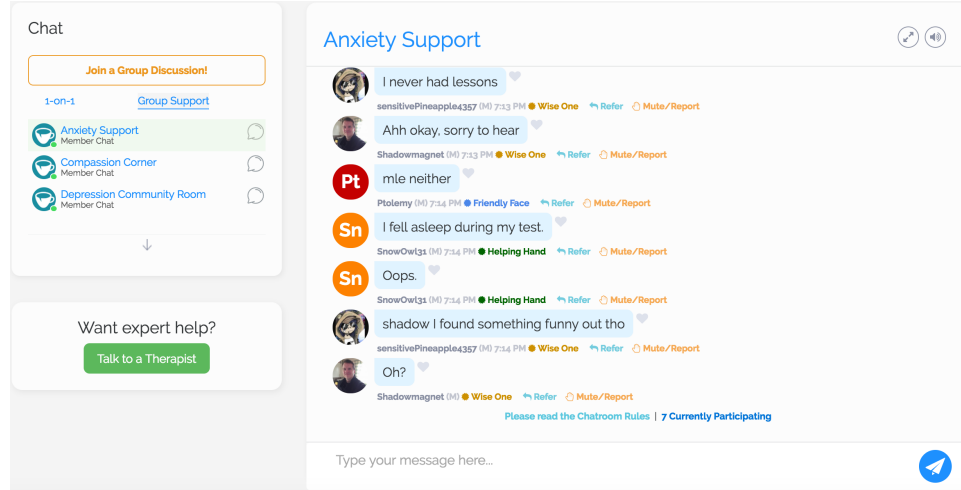 Chat
Join a Group Discussion!
1-on-1 Group Support
Anxiety Support
Member Chat
Compassion Corner
Member Chat
Depression Community Room
Member Chat
Want expert help?
Talk to a Therapist
Anxiety Support
I never had lessons
sensitivePineapple4357 (M) 7:13 PM Wise One Refer Mute/Report
Ahh okay, sorry to hear
Shadowmagnet (M) 7:13 PM Wise One Refer Mute/Report
Pt
mle neither
Ptolemy (M) 7:14 PM Friendly Face Refer Mute/Report
Sn
I fell asleep during my test.
SnowOwl31 (M) 7:14 PM Helping Hand Refer Mute/Report
Sn
Oops.
SnowOwl31 (M) 7:14 PM Helping Hand Refer Mute/Report
shadow I found something funny out tho
sensitivePineapple4357 (M) 7:14 PM Wise One Refer Mute/Report
Oh?
Shadowmagnet (M) Wise One Refer Mute/Report
Please read the Chatroom Rules | 7 Currently Participating
Type your message here...